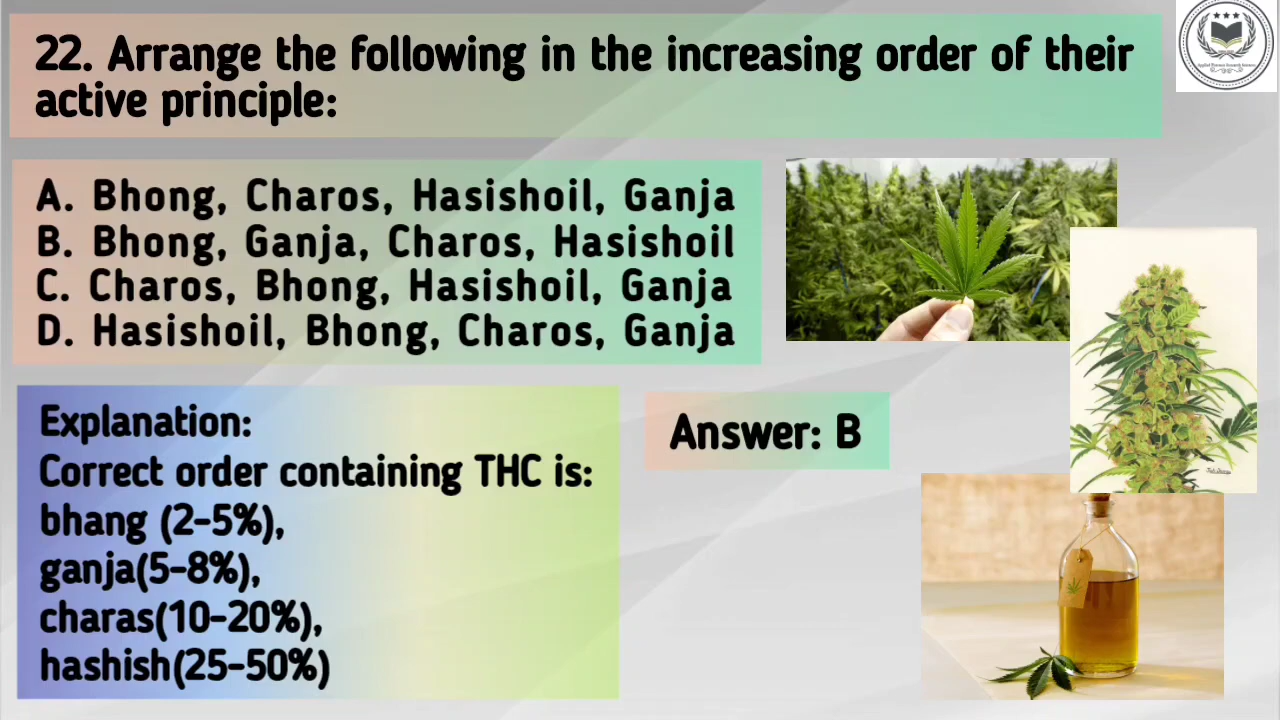 22. Arrange the following in the increasing order of their
active principle:
A. Bhong, Charos, Hasishoil, Ganja
B. Bhong, Ganja, Charos, Hasishoil
C. Charos, Bhong, Hasishoil, Ganja
D. Hasishoil, Bhong, Charos, Ganja
Explanation:
Correct order containing THC is:
bhang (2-5%),
ganja(5-8%),
charas(10-20%),
hashish(25-50%)
Answer: B